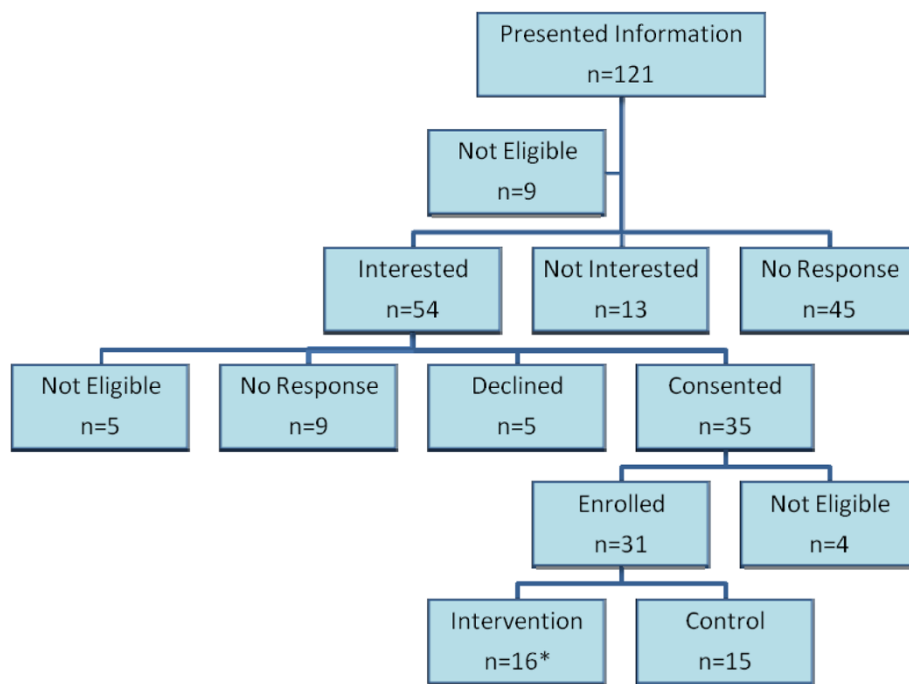 Presented Information
n=121
Not Eligible
n=9
Interested
n=54
Not Interested
n=13
No Response
n=45
Not Eligible
n=5
No Response
n=9
Declined
n=5
Consented
n=35
Enrolled
n=31
Not Eligible
n=4
Intervention
n=16*
Control
n=15